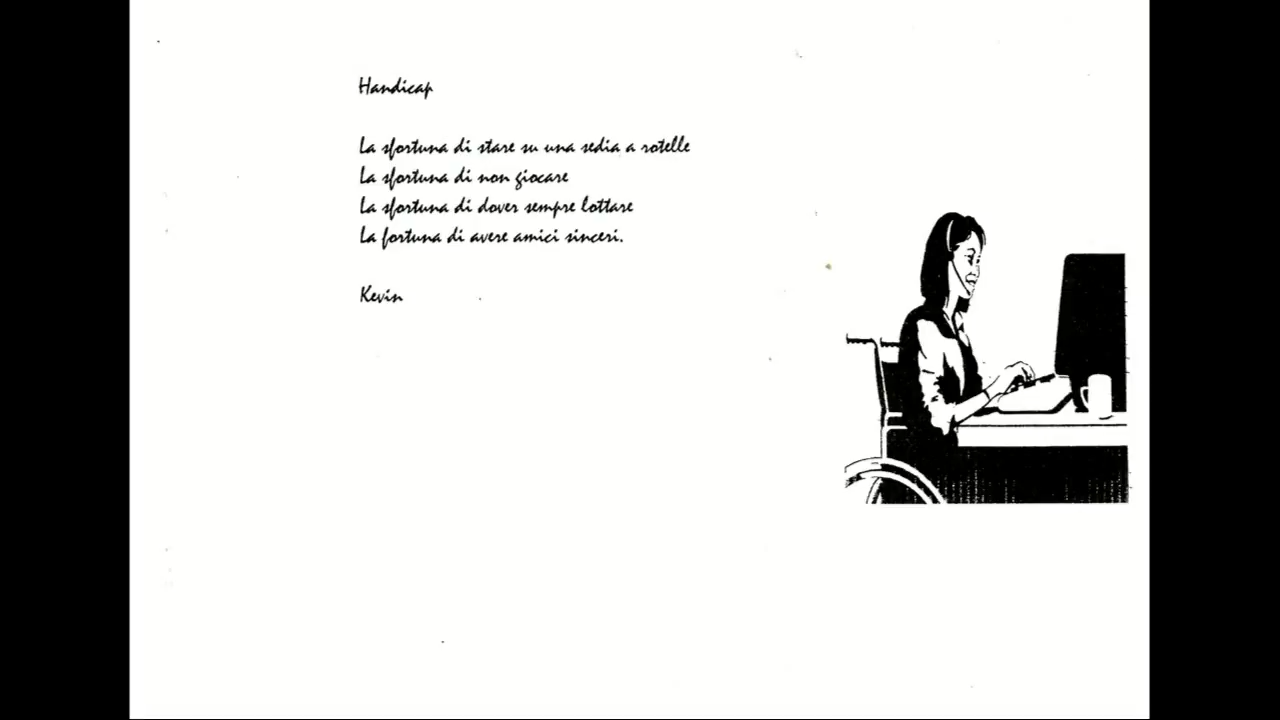 Handicap
La sfortuna di stare su una sedia a rotelle
La sfortuna di non giocare
La sfortuna di dover sempre lottare
La fortuna di avere amici sinceri.
Kevin